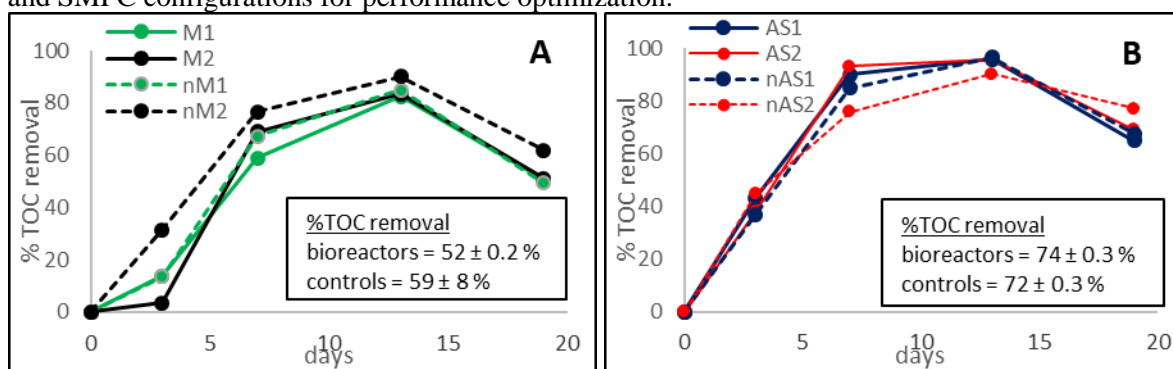 and SMFC configurations for performance optimization.
M1
M2
nM1
nM2
A
100
80
60
40
20
0
% TOC removal
%TOC removal
bioreactors = 52 ± 0.2 %
controls = 59 ± 8 %
0 5 10 15 20
days
AS1
AS2
nAS1
nAS2
B
100
80
60
40
20
0
% TOC removal
%TOC removal
bioreactors = 74 ± 0.3 %
controls = 72 ± 0.3 %
0 5 10 15 20
days